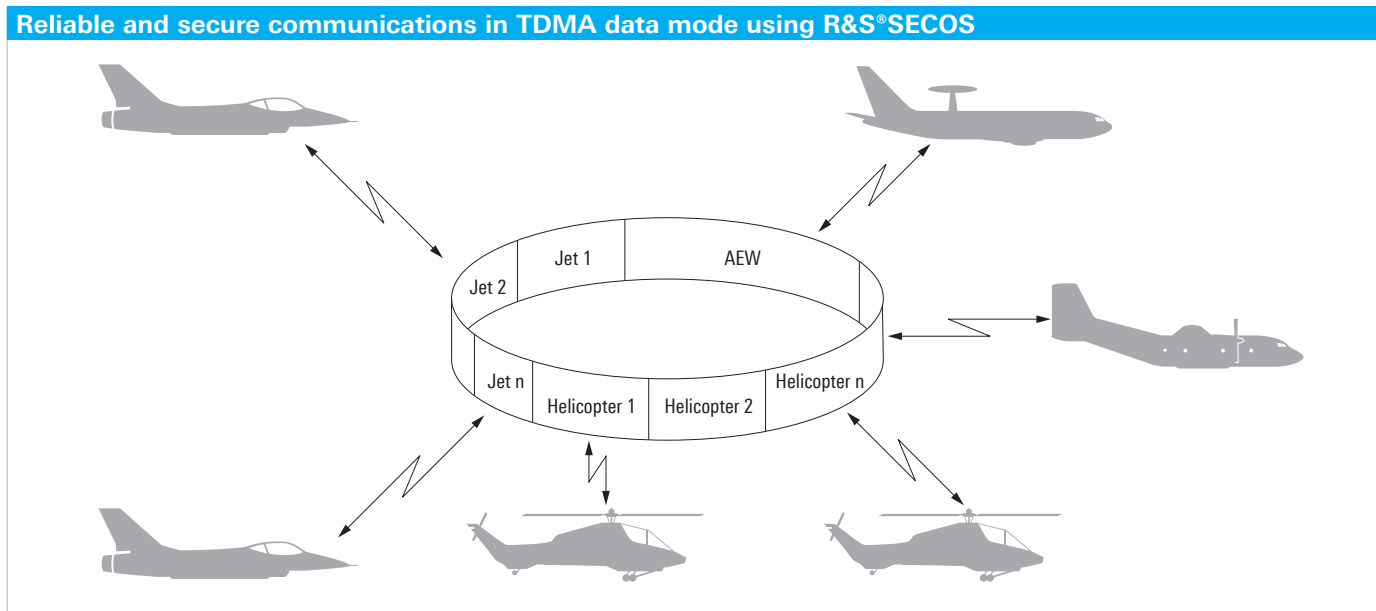 Reliable and secure communications in TDMA data mode using R&S®SECOS
Jet 1
AEW
Jet 2
Jet n
Helicopter 1
Helicopter 2
Helicopter n